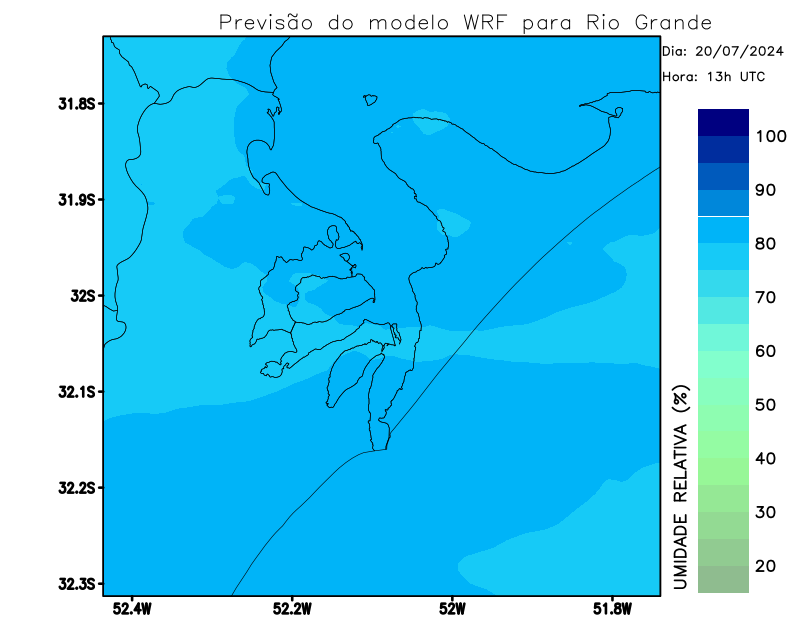 Previsão do modelo WRF para Rio Grande
Dia: 20/07/2024
Hora: 13h UTC
31.8S
31.9S
32S
32.1S
32.2S
32.3S
52.4W 52.2W 52W 51.8W
UMIDADE RELATIVA (%)
100
90
80
70
60
50
40
30
20